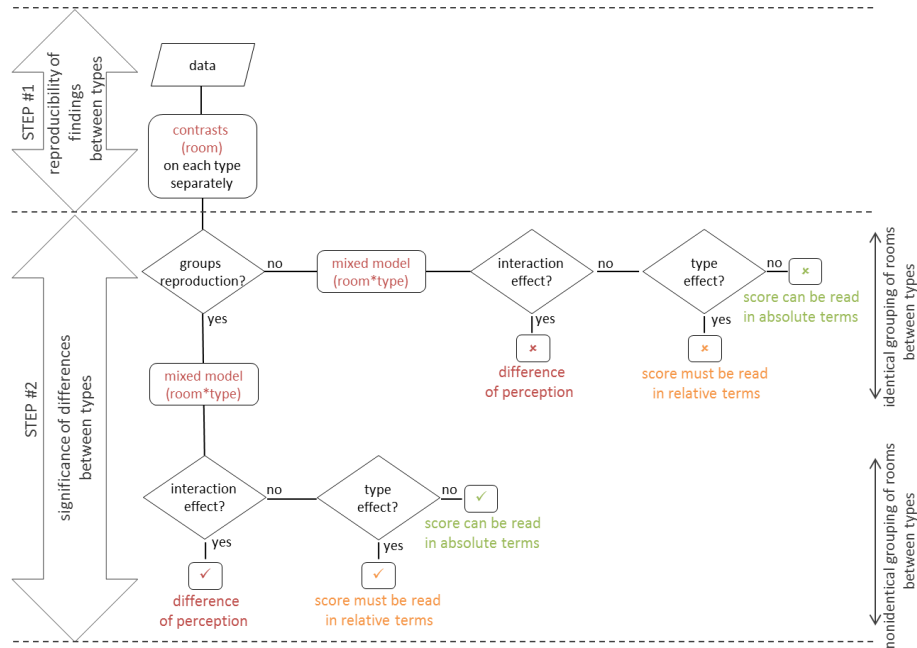 STEP #1
reproducibility of
findings
between types
data
contrasts
(room)
on each type
separately
STEP #2
significance of differences
between types
groups
reproduction?
no
mixed model
(room*type)
interaction
effect?
no
type
effect?
no
×
score can be read
in absolute terms
yes
×
difference
of perception
yes
×
score must be read
in relative terms
identical grouping of rooms
between types
yes
mixed model
(room*type)
interaction
effect?
no
type
effect?
no
✓
score can be read
in absolute terms
yes
✓
difference
of perception
yes
✓
score must be read
in relative terms
nonidentical grouping of rooms
between types